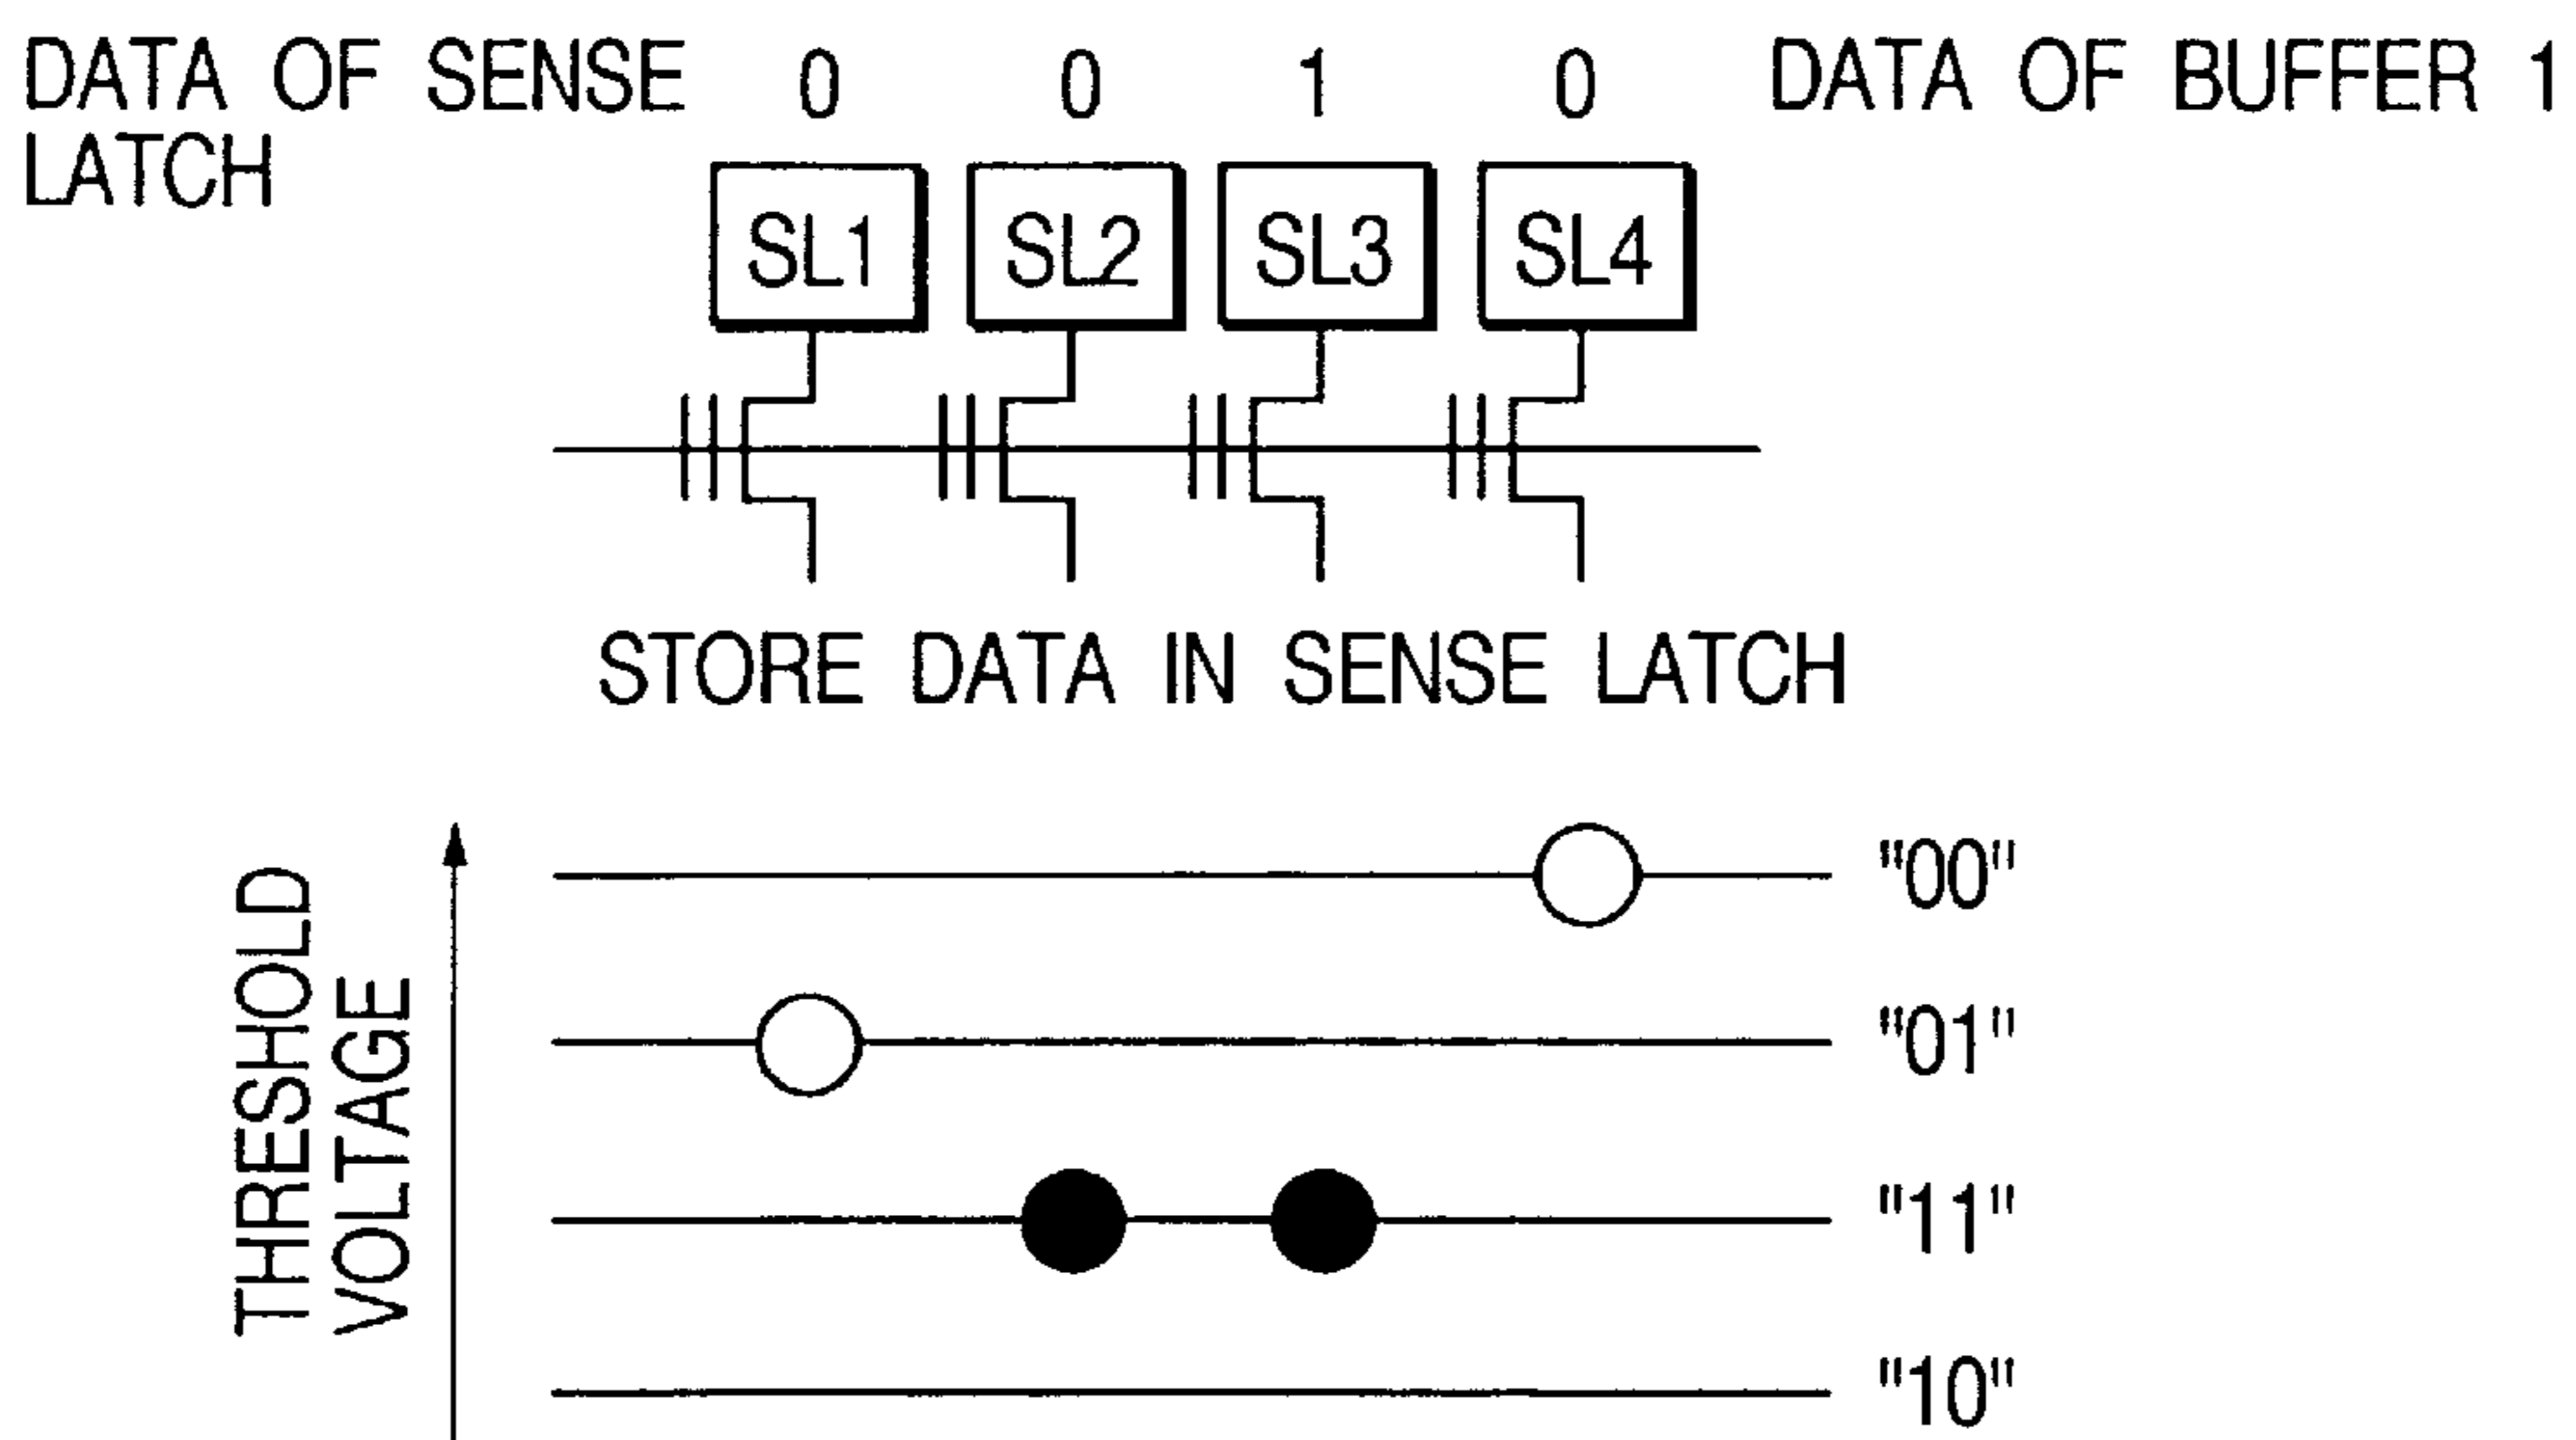 DATA OF SENSE 0 0 1 0 DATA OF BUFFER 1
LATCH
SL1 SL2 SL3 SL4
STORE DATA IN SENSE LATCH
THRESHOLD
VOLTAGE
"00"
"01"
"11"
"10"